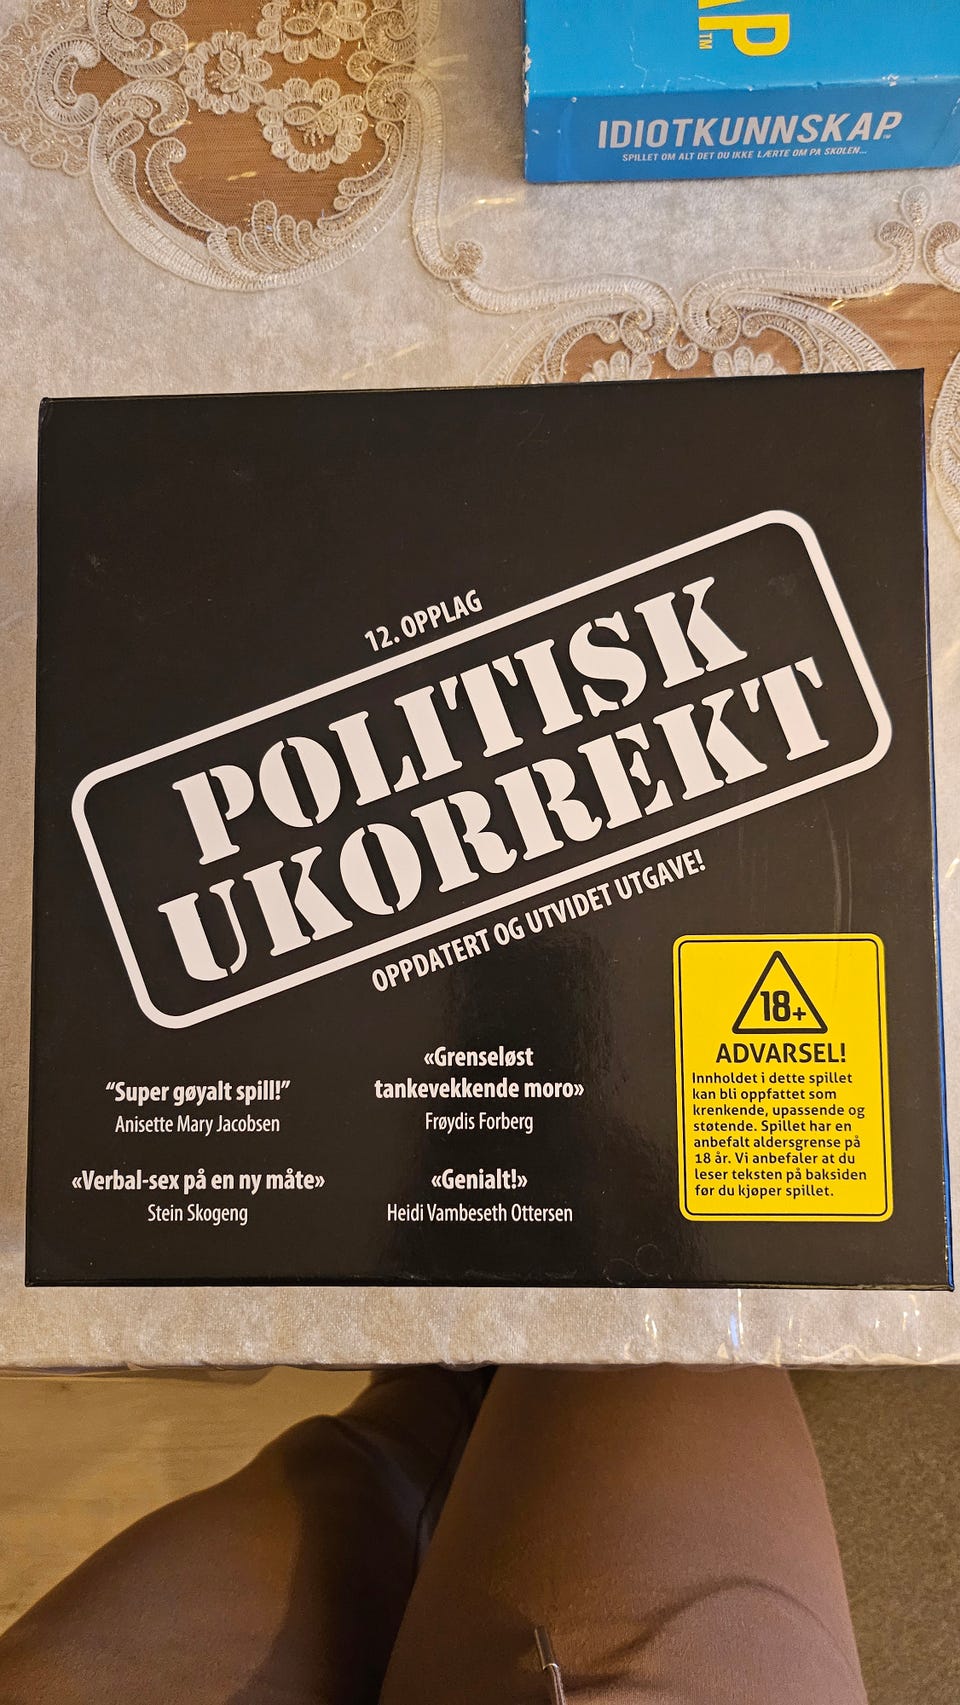 AP™
IDIOTKUNNSKAP™
SPILLET OM ALT DET DU IKKE LÆRTE OM PÅ SKOLEN...
12. OPPLAG
POLITISK
UKORREKT
OPPDATERT OG UTVIDET UTGAVE!
“Super gøyalt spill!”
Anisette Mary Jacobsen
«Grenseløst
tankevekkende moro»
Frøydis Forberg
«Verbal-sex på en ny måte»
Stein Skogeng
«Genialt!»
Heidi Vambeseth Ottersen
18+
ADVARSEL!
Innholdet i dette spillet
kan bli oppfattet som
krenkende, upassende og
støtende. Spillet har en
anbefalt aldersgrense på
18 år. Vi anbefaler at du
leser teksten på baksiden
før du kjøper spillet.